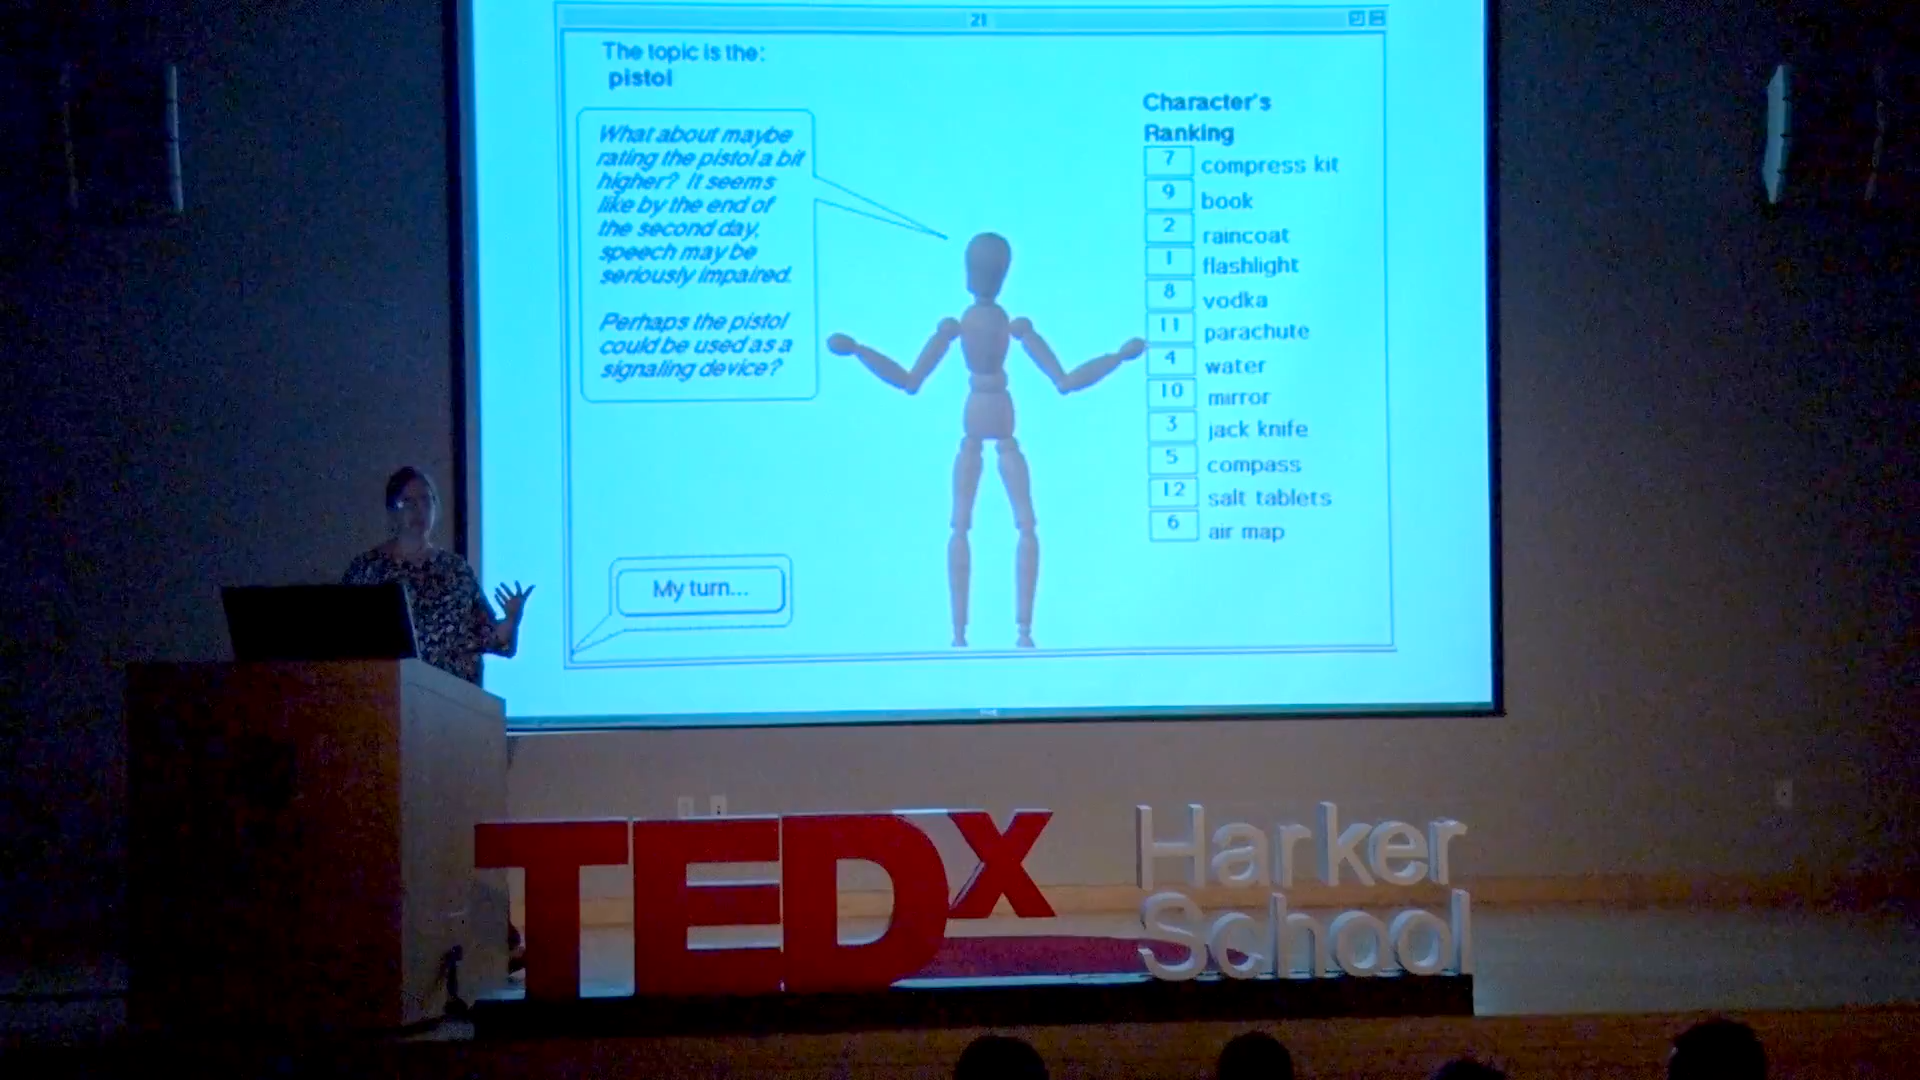 21
The topic is the:
pistol
What about maybe
rating the pistol a bit
higher? It seems
like by the end of
the second day,
speech may be
seriously impaired.
Perhaps the pistol
could be used as a
signaling device?
My turn...
Character's
Ranking
7 compress kit
9 book
2 raincoat
1 flashlight
8 vodka
11 parachute
4 water
10 mirror
3 jack knife
5 compass
12 salt tablets
6 air map
TEDx
Harker
School